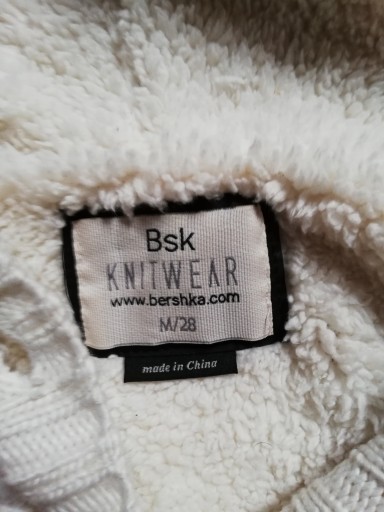 Bsk
KNITWEAR
www.bershka.com
M/28
made in China